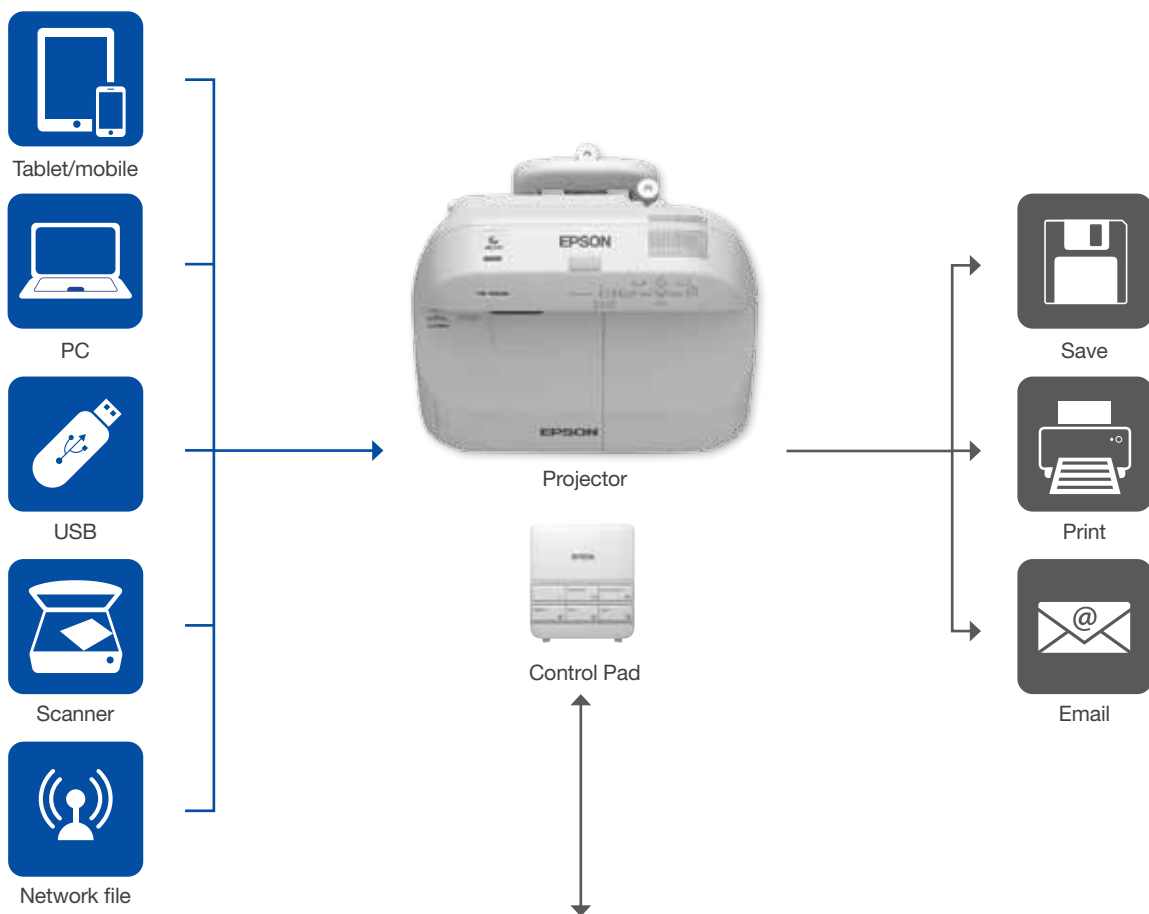 Tablet/mobile
PC
USB
Scanner
Network file
EPSON
EPSON
Projector
EPSON
Control Pad
Save
Print
@
Email